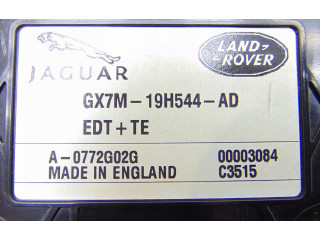 JAGUAR
LAND-
ROVER
GX7M-19H544-AD
EDT+TE
A-0772G02G 00003084
MADE IN ENGLAND C3515